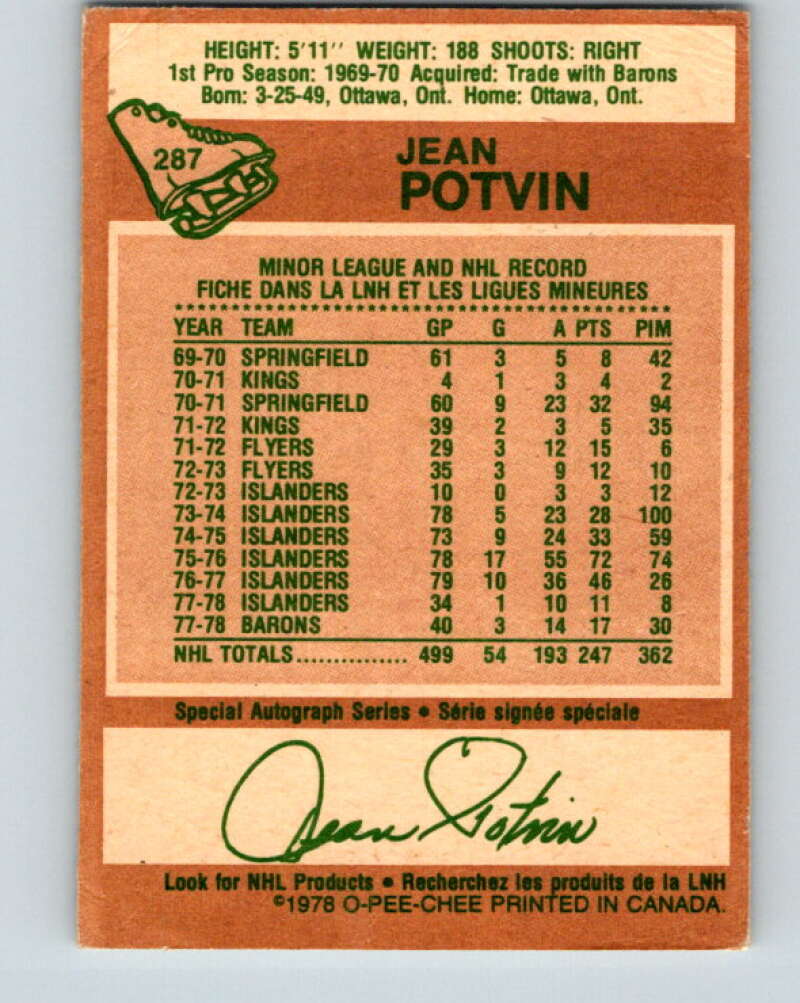 HEIGHT: 5'11'' WEIGHT: 188 SHOOTS: RIGHT
1st Pro Season: 1969-70 Acquired: Trade with Barons
Born: 3-25-49, Ottawa, Ont. Home: Ottawa, Ont.
287
JEAN
POTVIN
MINOR LEAGUE AND NHL RECORD
FICHE DANS LA LNH ET LES LIGUES MINEURES
YEAR TEAM GP G A PTS PIM
69-70 SPRINGFIELD 61 3 5 8 42
70-71 KINGS 4 1 3 4 2
70-71 SPRINGFIELD 60 9 23 32 94
71-72 KINGS 39 2 3 5 35
71-72 FLYERS 29 3 12 15 6
72-73 FLYERS 35 3 9 12 10
72-73 ISLANDERS 10 0 3 3 12
73-74 ISLANDERS 78 5 23 28 100
74-75 ISLANDERS 73 9 24 33 59
75-76 ISLANDERS 78 17 55 72 74
76-77 ISLANDERS 79 10 36 46 26
77-78 ISLANDERS 34 1 10 11 8
77-78 BARONS 40 3 14 17 30
NHL TOTALS............... 499 54 193 247 362
Special Autograph Series • Série signée spéciale
Jean Potvin
Look for NHL Products • Recherchez les produits de la LNH
©1978 O-PEE-CHEE PRINTED IN CANADA.